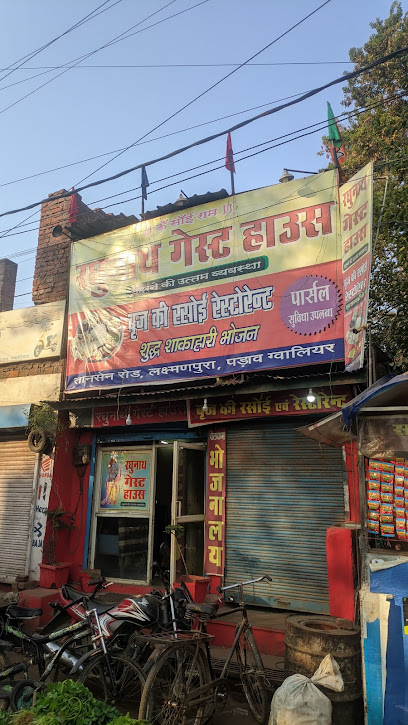 रघुनाथ गेस्ट हाउस
की उत्तम व्यवस्था
बृज की रसोई रेस्टोरेन्ट
शुद्ध शाकाहारी भोजन
पार्सल
सुविधा उपलब्ध
तानसेन रोड, लक्ष्मणपुरा, पड़ाव ग्वालियर
गेस्ट
हाउस
रघुनाथ गेस्ट हाउस
बृज की रसोई एवं रेस्टोरेन्ट
रघुनाथ
गेस्ट
हाउस
भोजनालय